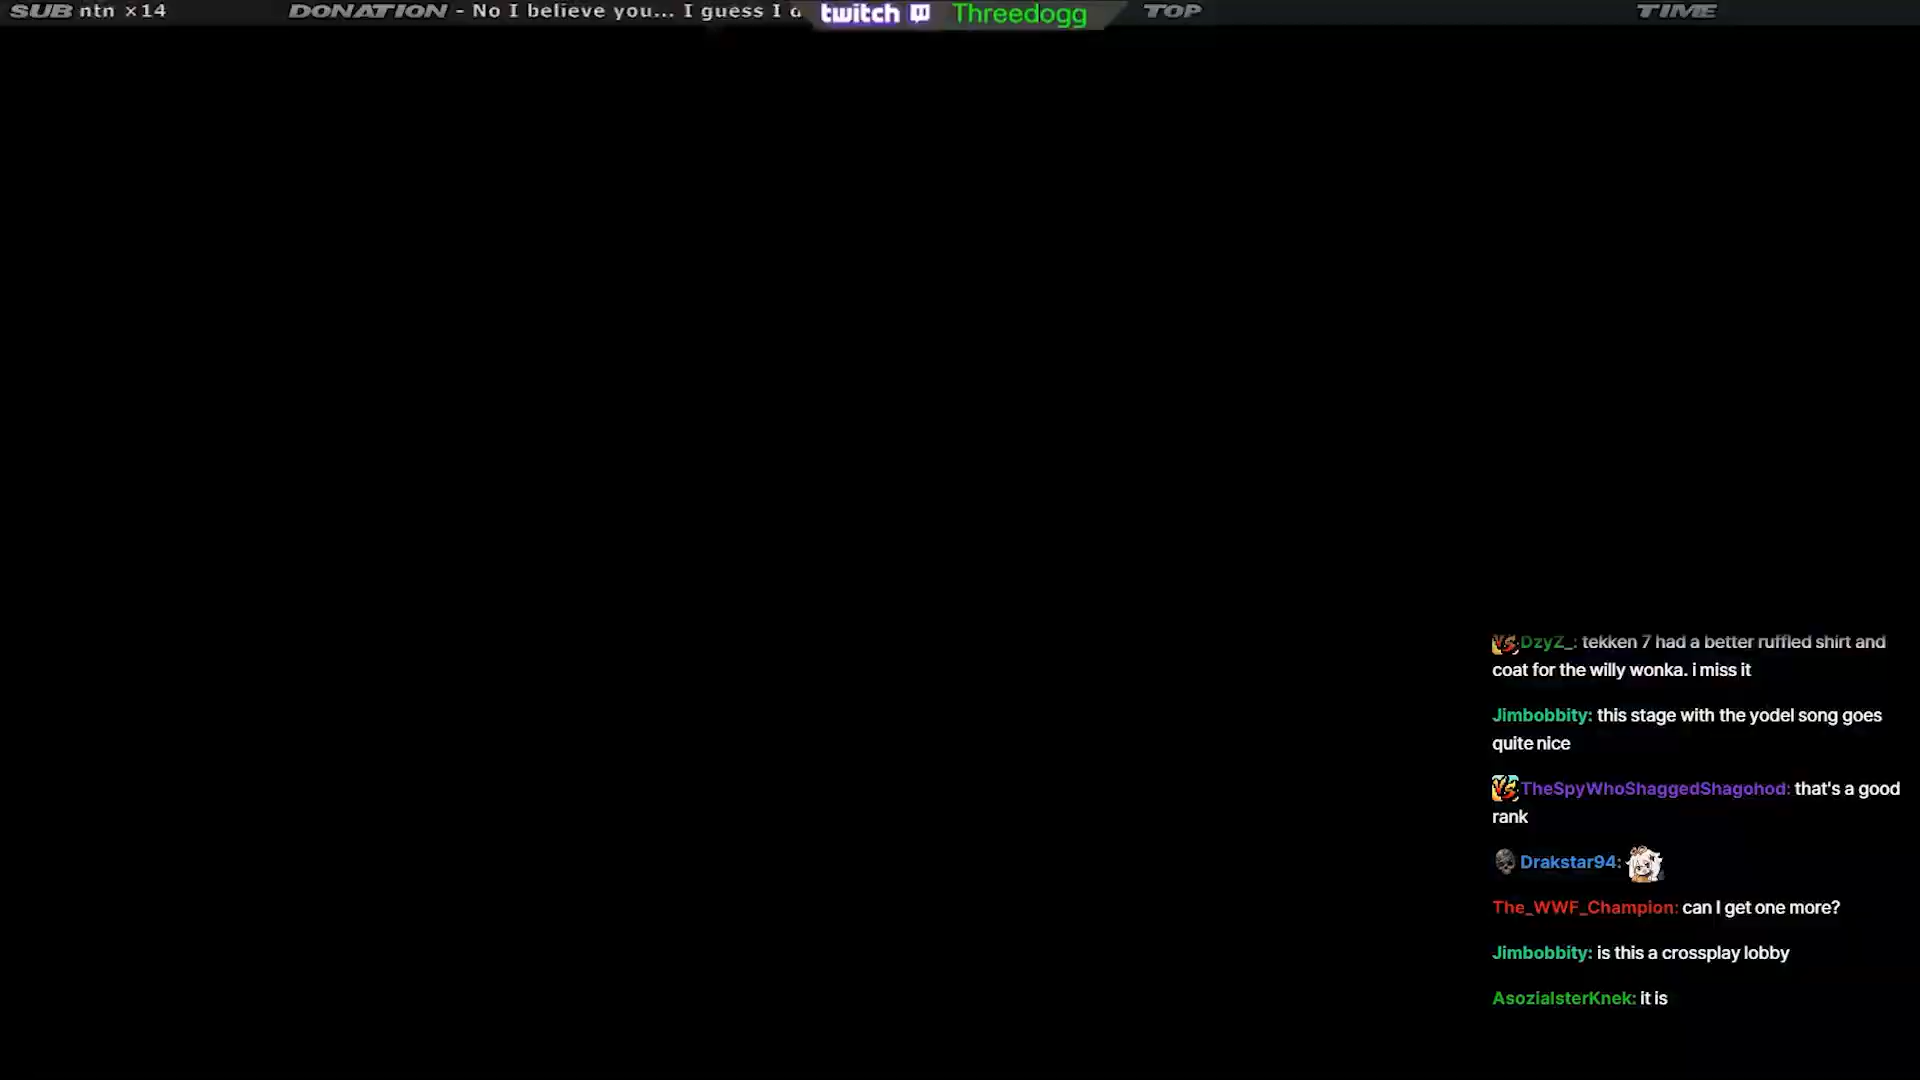 SUB ntn ×14 DONATION - No I believe you... I guess I twitch Threedogg TOP TIME
DzyZ_: tekken 7 had a better ruffled shirt and
coat for the willy wonka. i miss it
Jimbobbity: this stage with the yodel song goes
quite nice
TheSpyWhoShaggedShagohod: that's a good
rank
Drakstar94:
The_WWF_Champion: can I get one more?
Jimbobbity: is this a crossplay lobby
AsozialsterKnek: it is